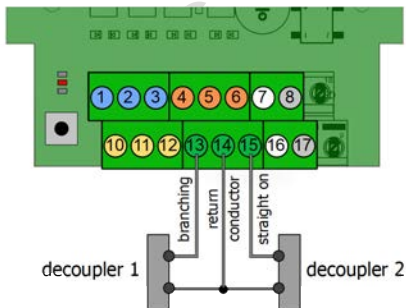 1 2 3 4 5 6 7 8
10 11 12 13 14 15 16 17
branching
return
conductor
straight on
decoupler 1
decoupler 2